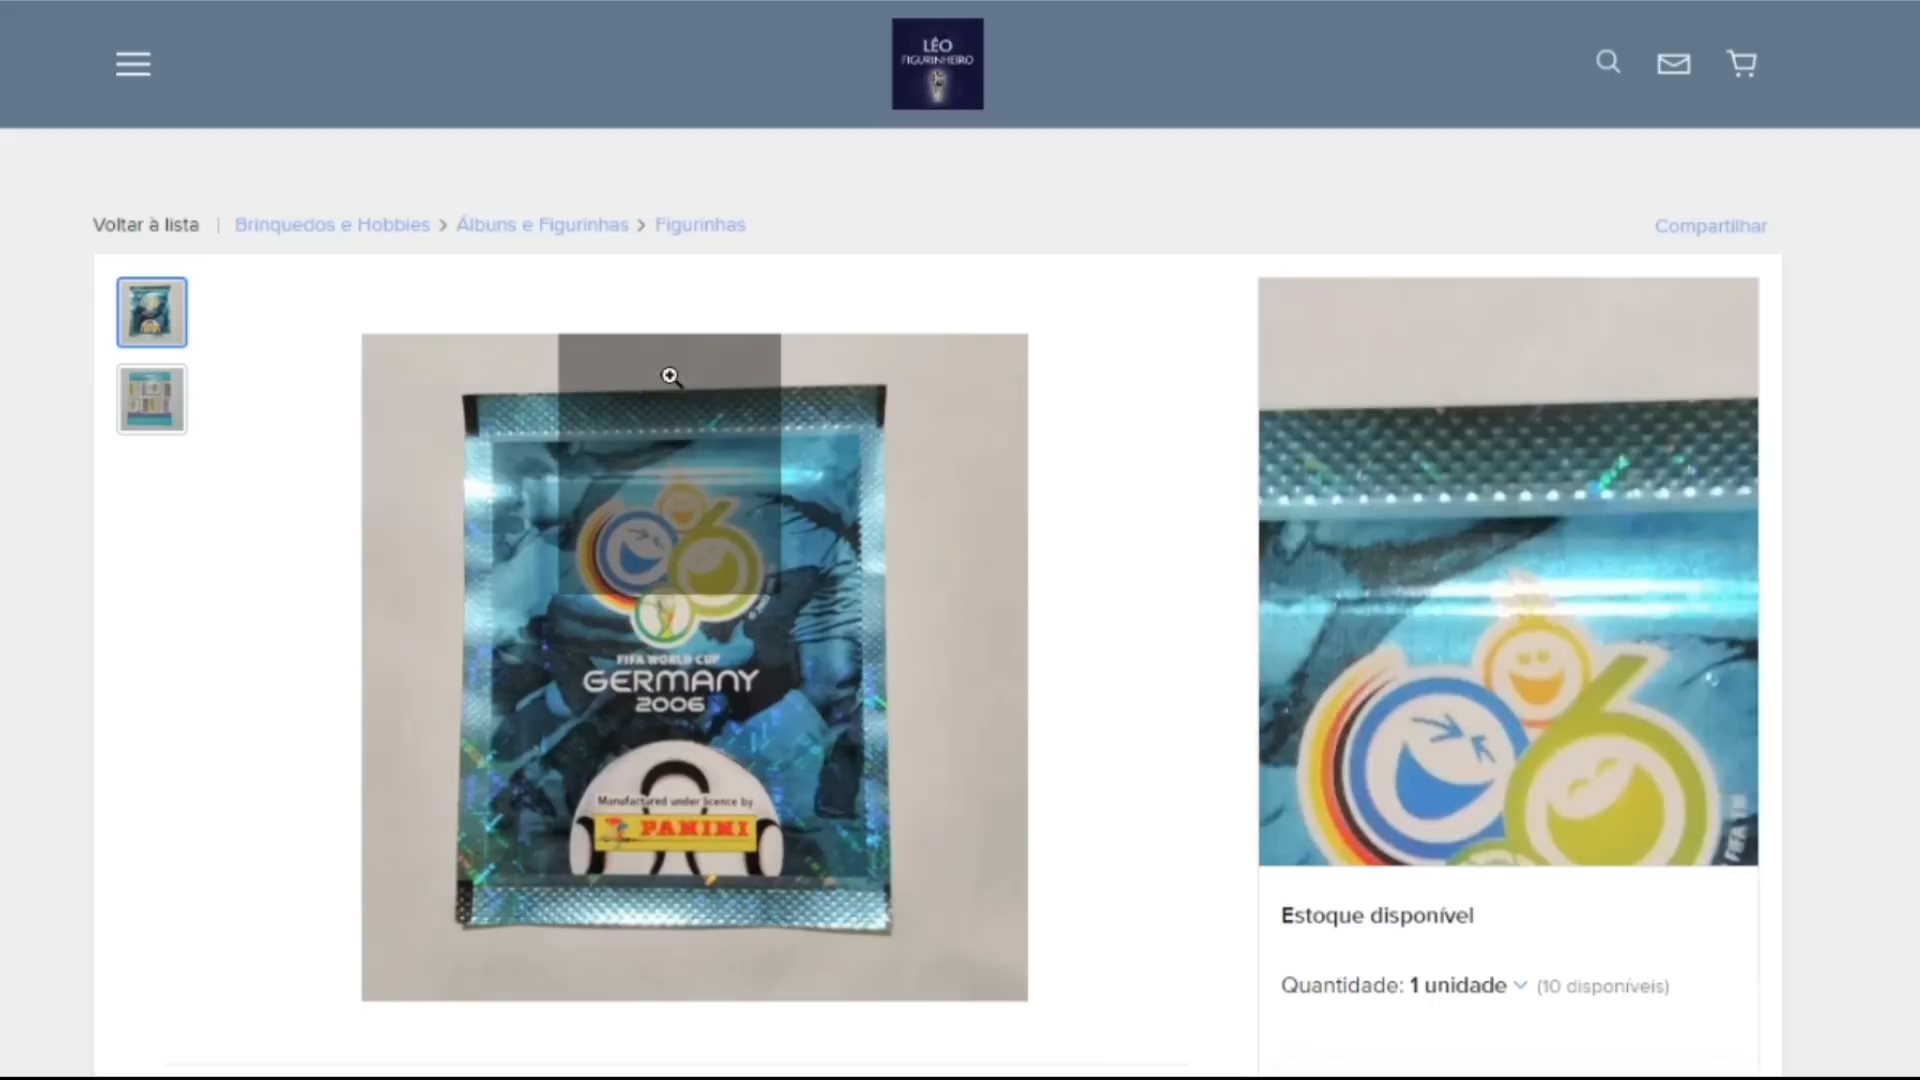 LÉO
FIGURINHEIRO
Voltar à lista | Brinquedos e Hobbies > Álbuns e Figurinhas > Figurinhas
Compartilhar
FIFA WORLD CUP
GERMANY
2006
Manufactured under licence by
PANINI
Estoque disponível
Quantidade: 1 unidade (10 disponíveis)